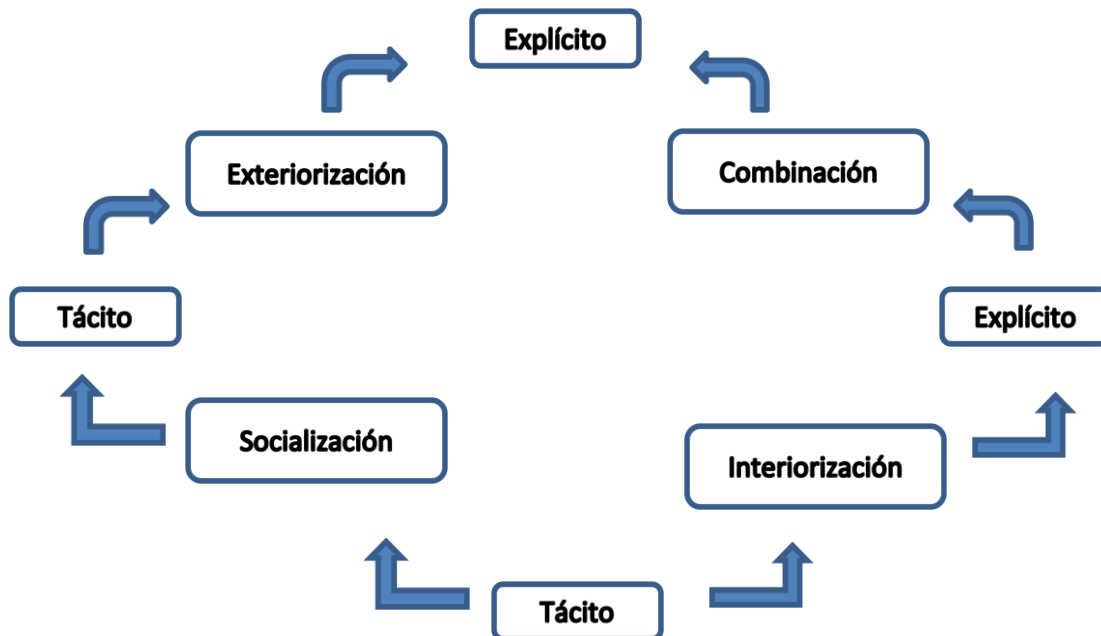 Explícito
Exteriorización
Combinación
Tácito
Explícito
Socialización
Interiorización
Tácito